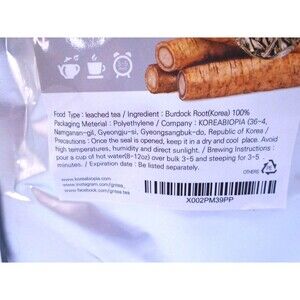 Food Type : leached tea / Ingredient : Burdock Root(Korea) 100%
Packaging Material : Polyethylene / Company : KOREABIOPIA (36-4,
Namganan-gil, Gyeongju-si, Gyeongsangbuk-do, Republic of Korea /
Precautions : Once the seal is opened, keep it in a dry and cool place. Avoid
high temperatures, humidity and direct sunlight. / Brewing Instructions :
pour a cup of hot water(8-12oz) over bulk 3-5 and steeping for 3-5
minutes. / Expiration date : Be listed separately
www.koreabiopia.com
www.instagram.com/gntea_
www.facebook.com/gntea.tea
OTHERS
X002PM39PP